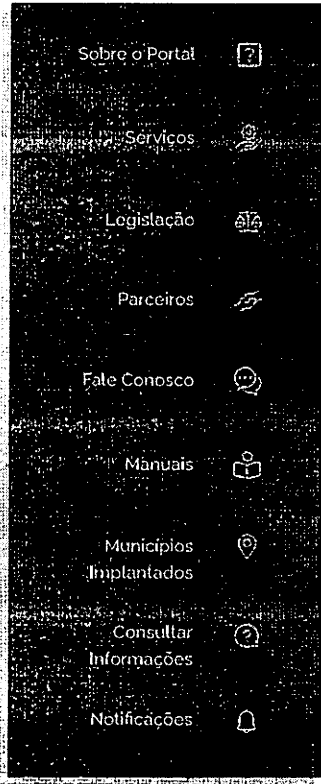 Sobre o Portal
Serviços
Legislação
Parceiros
Fale Conosco
Manuais
Municípios
Implantados
Consultar
Informações
Notificações